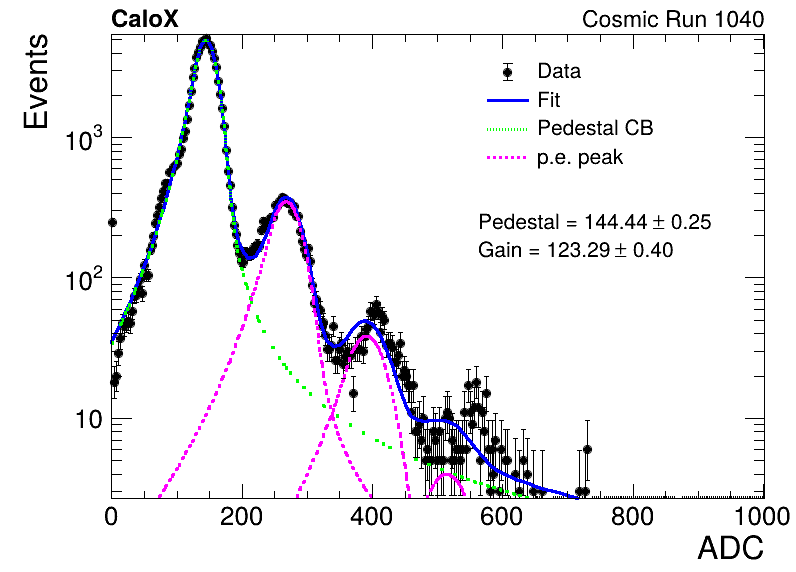 CaloX Cosmic Run 1040
Events
Data
Fit
Pedestal CB
p.e. peak
Pedestal = 144.44 ± 0.25
Gain = 123.29 ± 0.40
10³
10²
10
0 200 400 600 800 1000
ADC